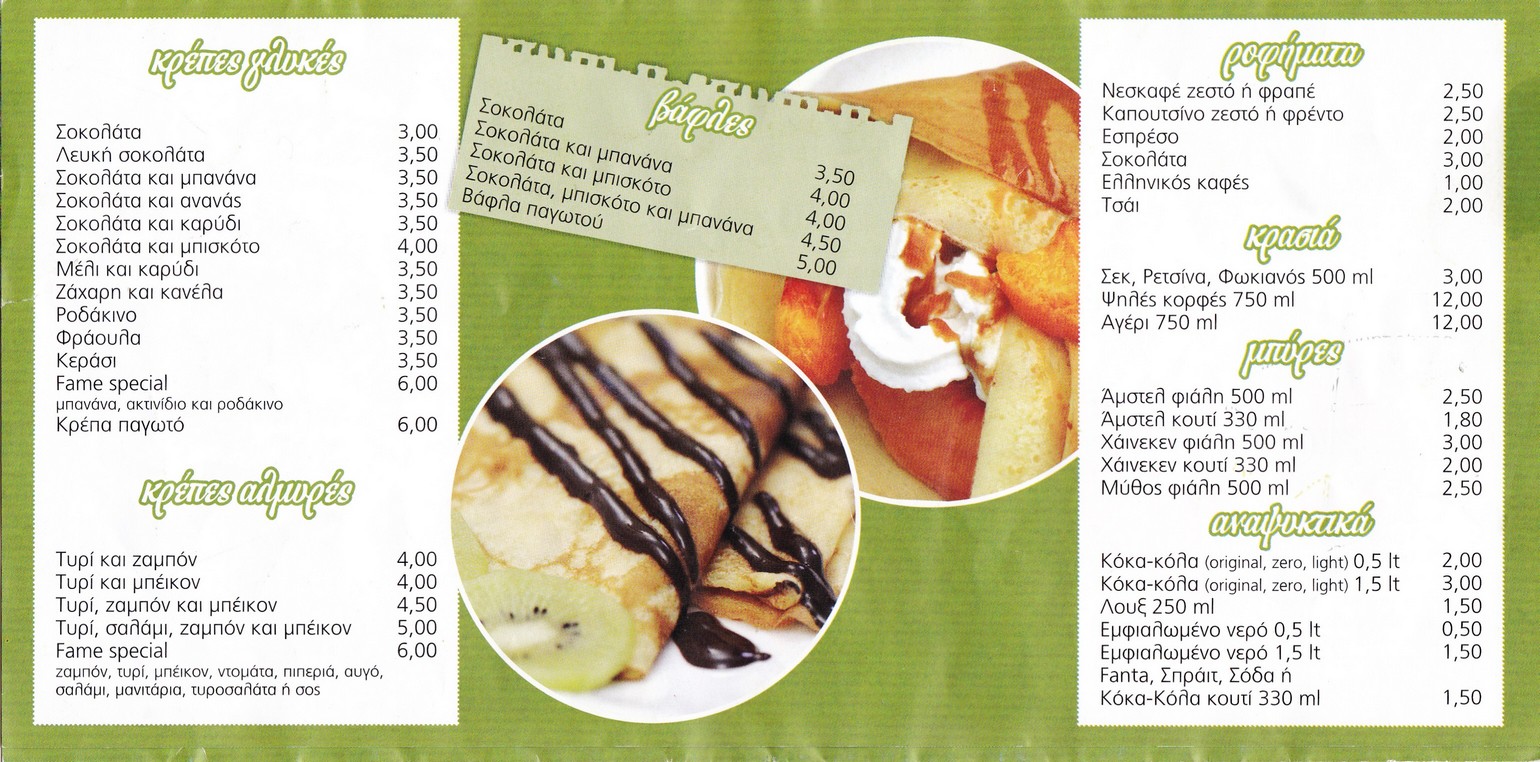 κρέπες γλυκές
Σοκολάτα 3,00
Λευκή σοκολάτα 3,50
Σοκολάτα και μπανάνα 3,50
Σοκολάτα και ανανάς 3,50
Σοκολάτα και καρύδι 3,50
Σοκολάτα και μπισκότο 4,00
Μέλι και καρύδι 3,50
Ζάχαρη και κανέλα 3,50
Ροδάκινο 3,50
Φράουλα 3,50
Κεράσι 3,50
Fame special 6,00
μπανάνα, ακτινίδιο και ροδάκινο
Κρέπα παγωτό 6,00
κρέπες αλμυρές
Τυρί και ζαμπόν 4,00
Τυρί και μπέικον 4,00
Τυρί, ζαμπόν και μπέικον 4,50
Τυρί, σαλάμι, ζαμπόν και μπέικον 5,00
Fame special 6,00
ζαμπόν, τυρί, μπέικον, ντομάτα, πιπεριά, αυγό,
σαλάμι, μανιτάρια, τυροσαλάτα ή σος
βάφλες
Σοκολάτα 3,50
Σοκολάτα και μπανάνα 4,00
Σοκολάτα και μπισκότο 4,00
Σοκολάτα, μπισκότο και μπανάνα 4,50
Βάφλα παγωτού 5,00
ροφήματα
Νεσκαφέ ζεστό ή φραπέ 2,50
Καπουτσίνο ζεστό ή φρέντο 2,50
Εσπρέσο 2,00
Σοκολάτα 3,00
Ελληνικός καφές 1,00
Τσάι 2,00
κρασιά
Σεκ, Ρετσίνα, Φωκιανός 500 ml 3,00
Ψηλές κορφές 750 ml 12,00
Αγέρι 750 ml 12,00
μπύρες
Άμστελ φιάλη 500 ml 2,50
Άμστελ κουτί 330 ml 1,80
Χάινεκεν φιάλη 500 ml 3,00
Χάινεκεν κουτί 330 ml 2,00
Μύθος φιάλη 500 ml 2,50
αναψυκτικά
Κόκα-κόλα (original, zero, light) 0,5 lt 2,00
Κόκα-κόλα (original, zero, light) 1,5 lt 3,00
Λουξ 250 ml 1,50
Εμφιαλωμένο νερό 0,5 lt 0,50
Εμφιαλωμένο νερό 1,5 lt 1,50
Fanta, Σπράιτ, Σόδα ή
Κόκα-Κόλα κουτί 330 ml 1,50